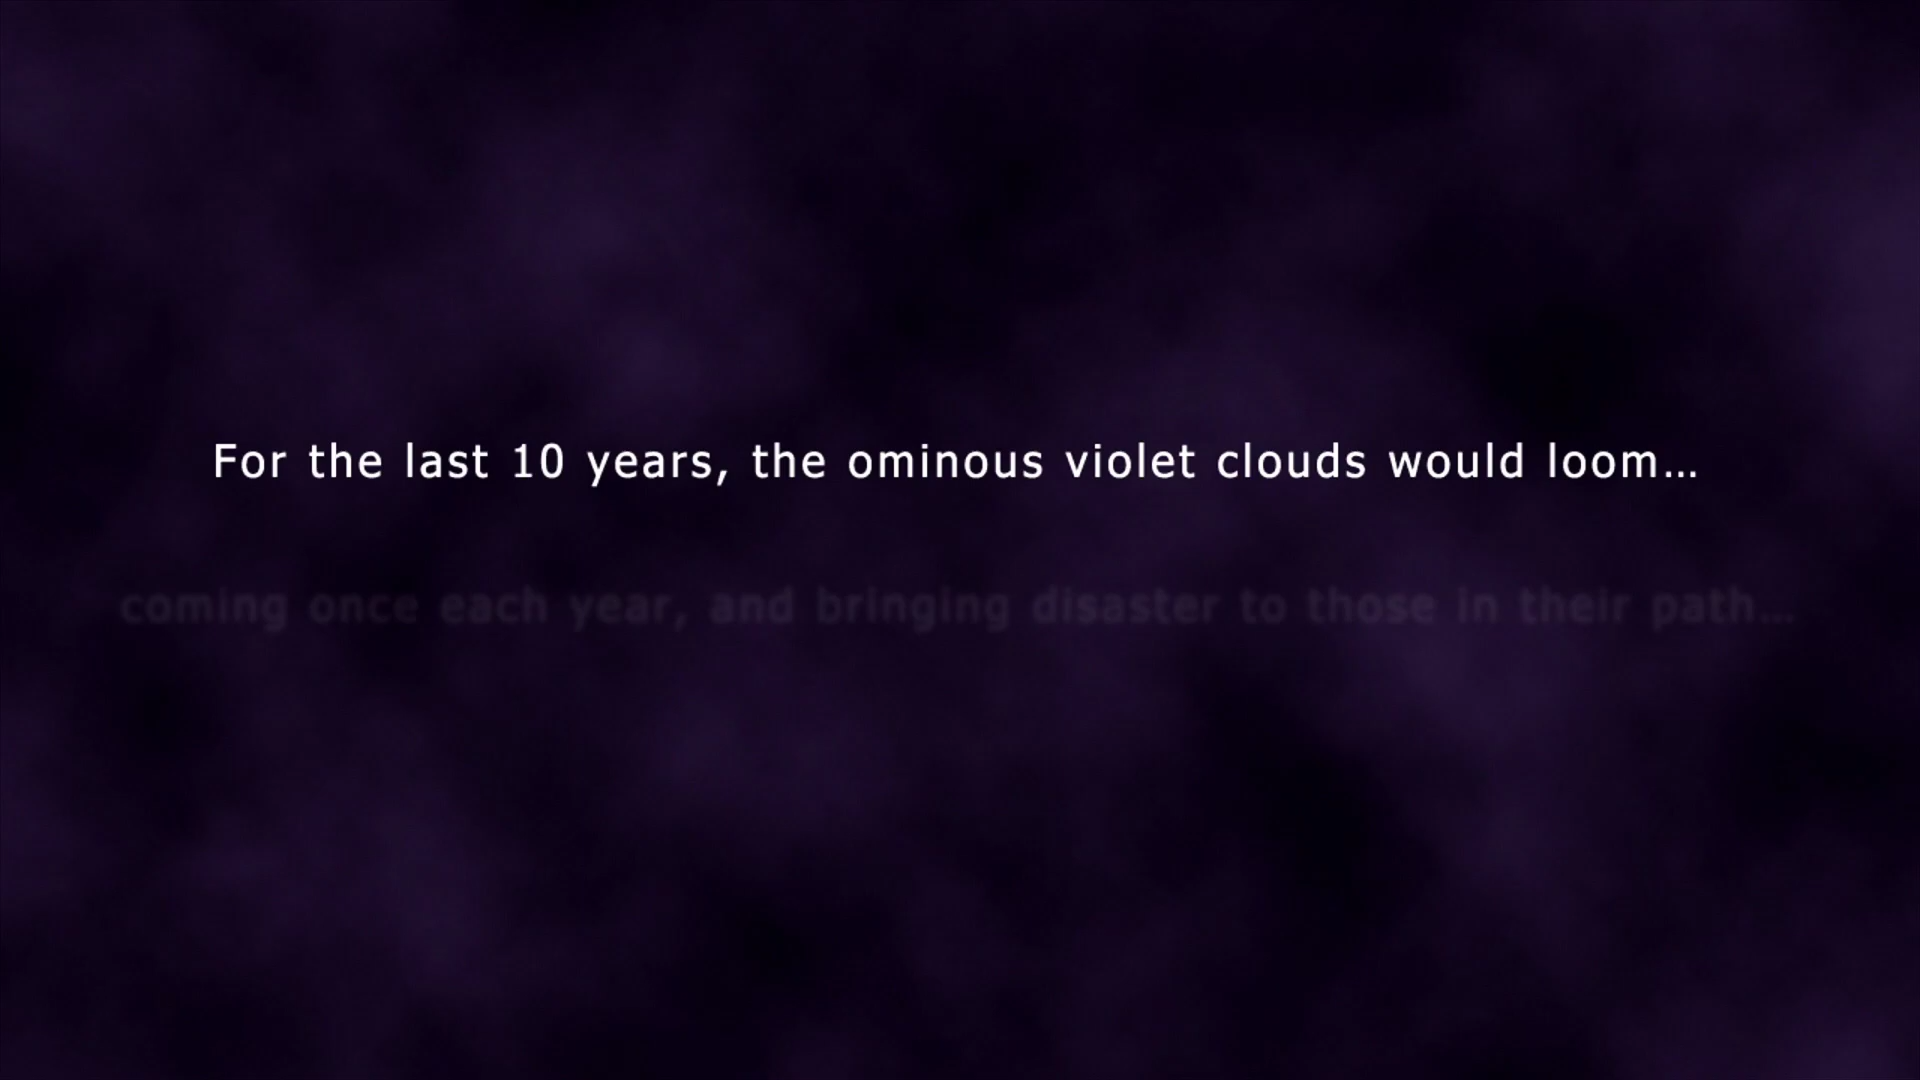 For the last 10 years, the ominous violet clouds would loom…
coming once each year, and bringing disaster to those in their path…